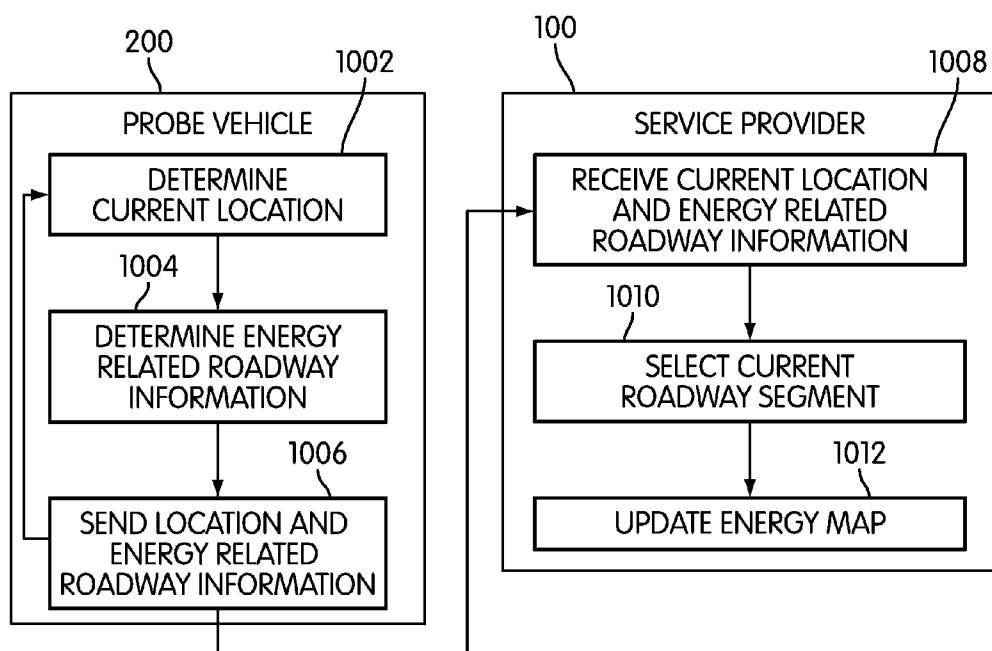 200
1002
PROBE VEHICLE
DETERMINE
CURRENT LOCATION
1004
DETERMINE ENERGY
RELATED ROADWAY
INFORMATION
1006
SEND LOCATION AND
ENERGY RELATED
ROADWAY INFORMATION
100
1008
SERVICE PROVIDER
RECEIVE CURRENT LOCATION
AND ENERGY RELATED
ROADWAY INFORMATION
1010
SELECT CURRENT
ROADWAY SEGMENT
1012
UPDATE ENERGY MAP